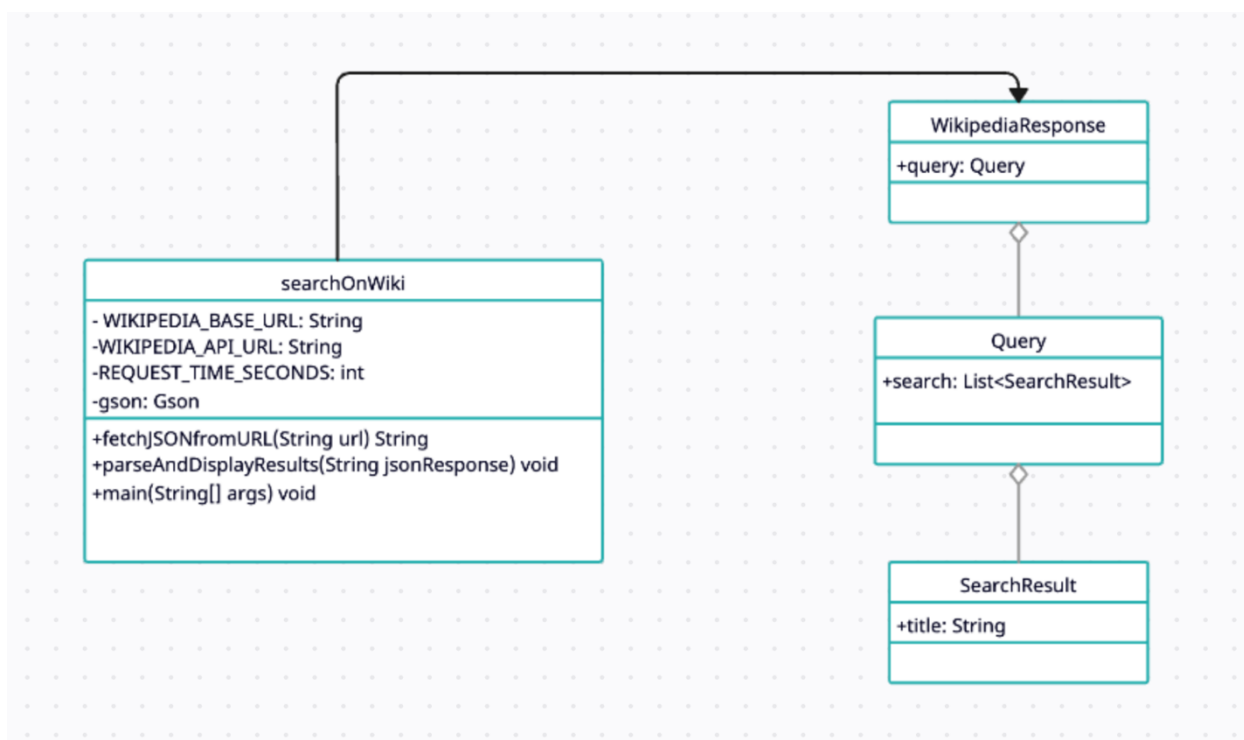 WikipediaResponse
+query: Query
searchOnWiki
- WIKIPEDIA_BASE_URL: String
-WIKIPEDIA_API_URL: String
-REQUEST_TIME_SECONDS: int
-gson: Gson
+fetchJSONfromURL(String url) String
+parseAndDisplayResults(String jsonResponse) void
+main(String[] args) void
Query
+search: List<SearchResult>
SearchResult
+title: String